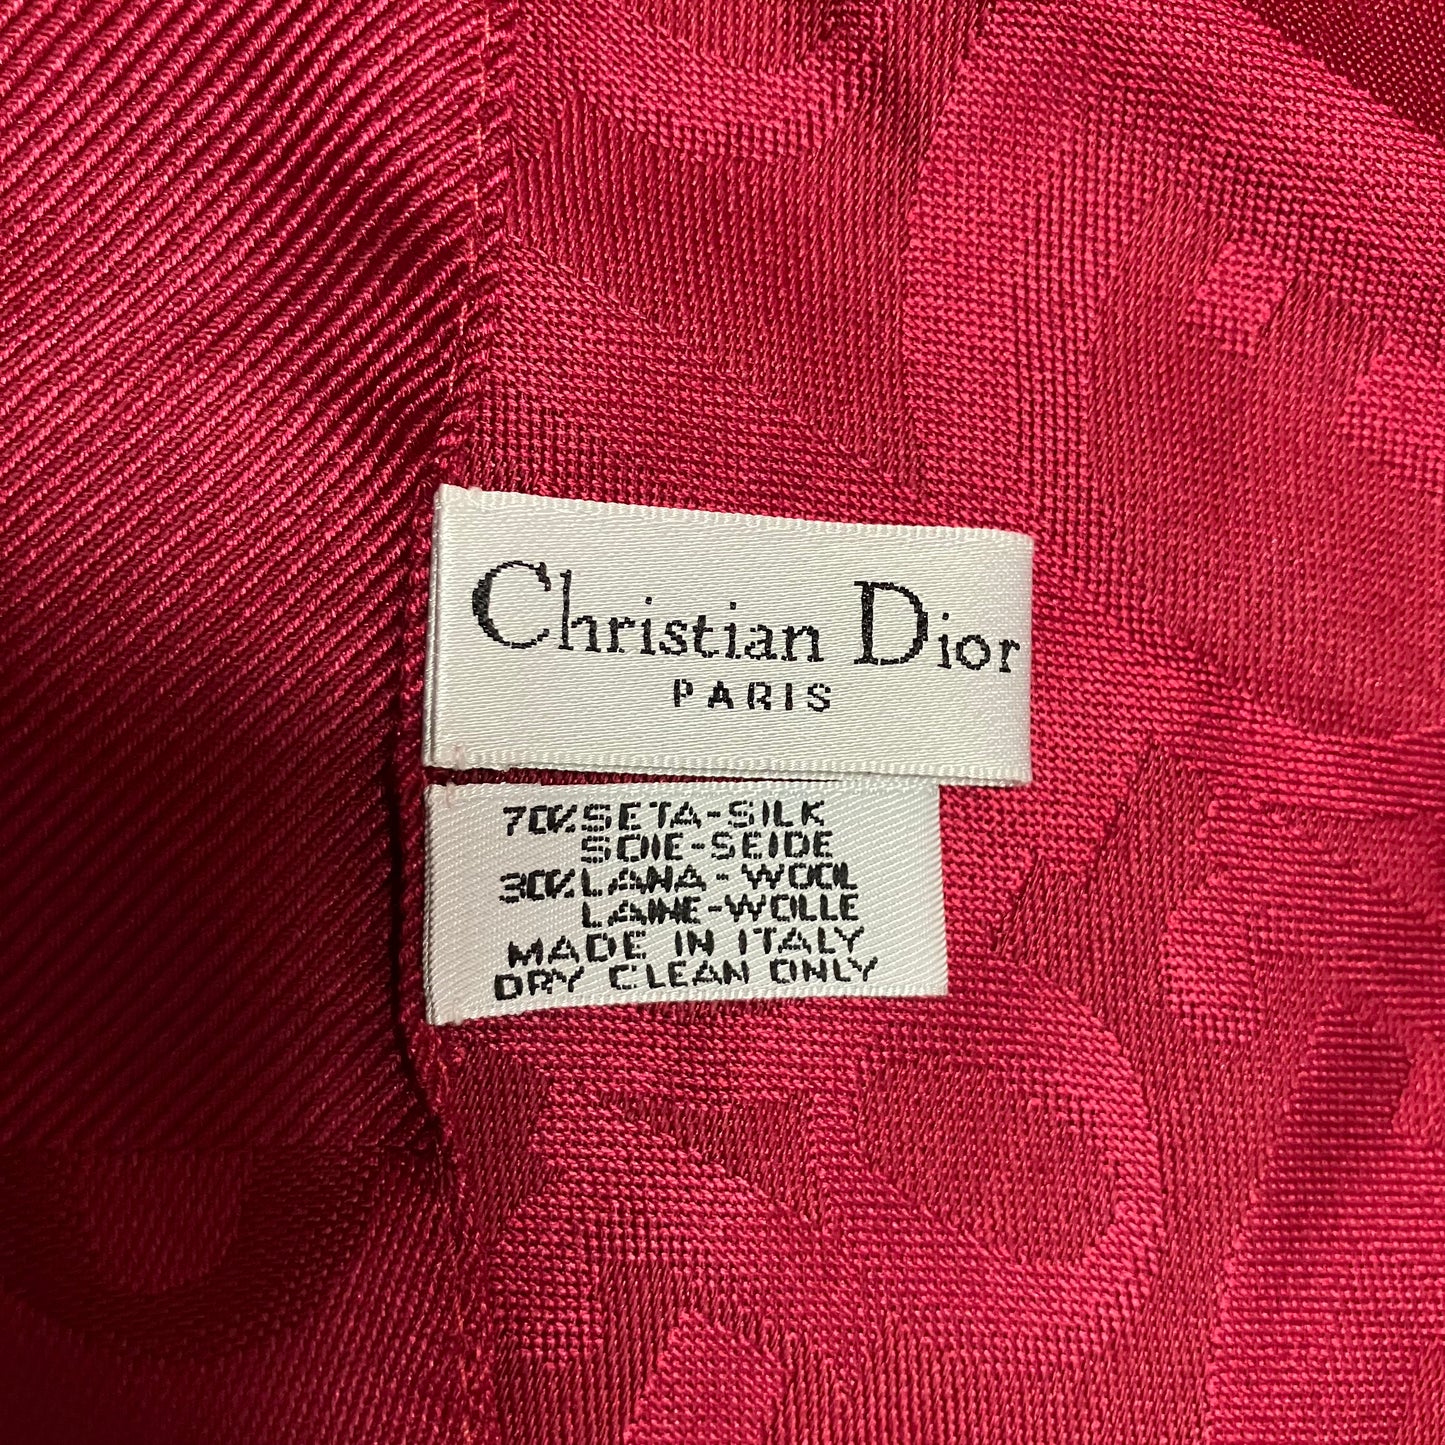 Christian Dior
PARIS
70% SETA-SILK
SOIE-SEIDE
30% LANA-WOOL
LAINE-WOLLE
MADE IN ITALY
DRY CLEAN ONLY